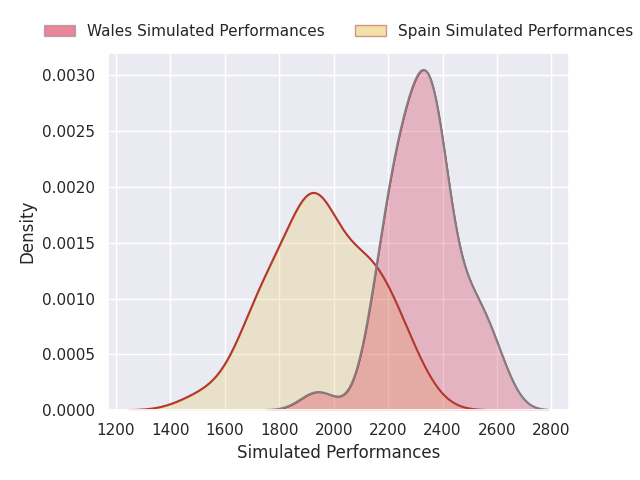 Wales Simulated Performances Spain Simulated Performances
0.0030
0.0025
0.0020
0.0015
0.0010
0.0005
0.0000
Density
1200 1400 1600 1800 2000 2200 2400 2600 2800
Simulated Performances